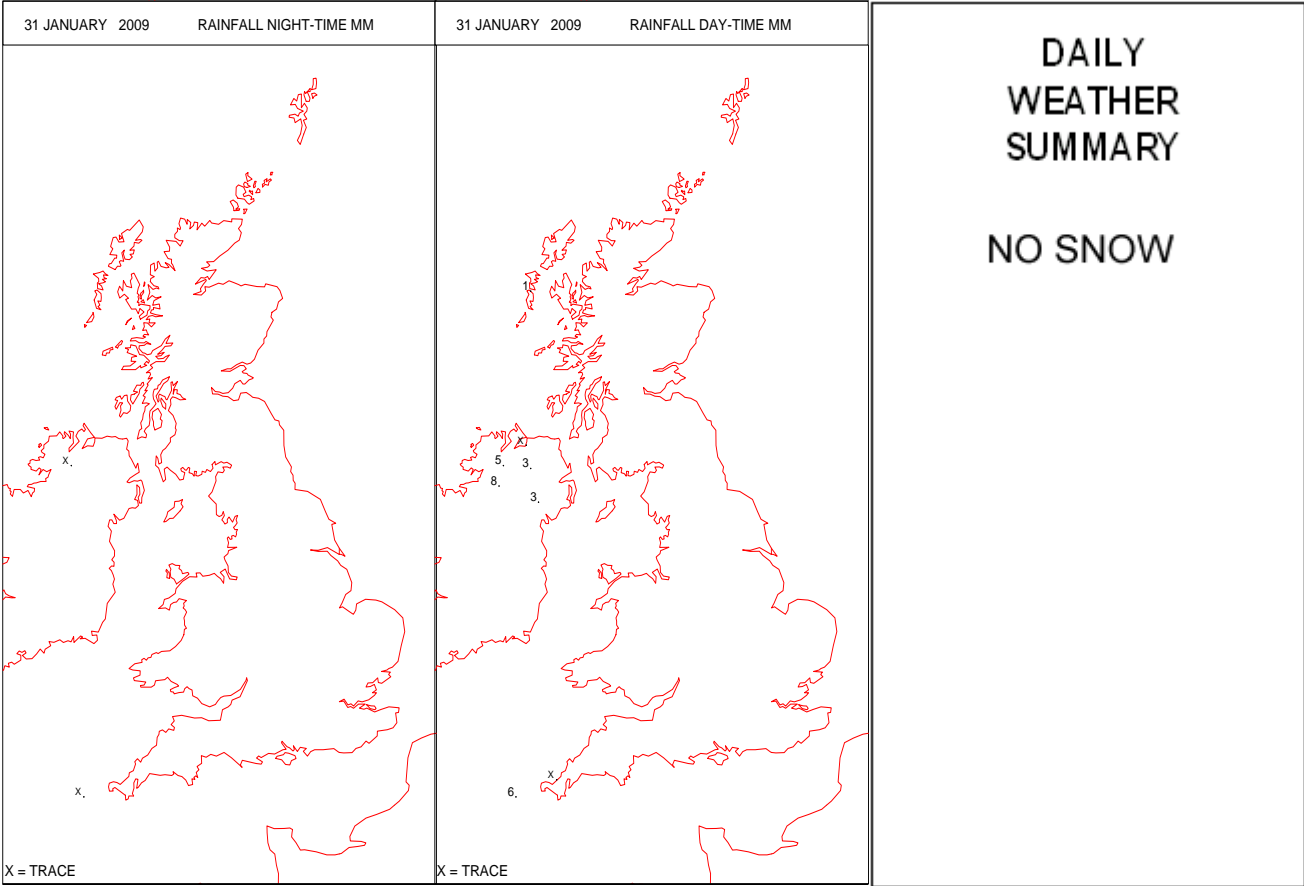 31 JANUARY 2009 RAINFALL NIGHT-TIME MM
x.
x.
X = TRACE
31 JANUARY 2009 RAINFALL DAY-TIME MM
1
x.
5. 3.
8.
3.
x.
6.
X = TRACE
DAILY
WEATHER
SUMMARY
NO SNOW